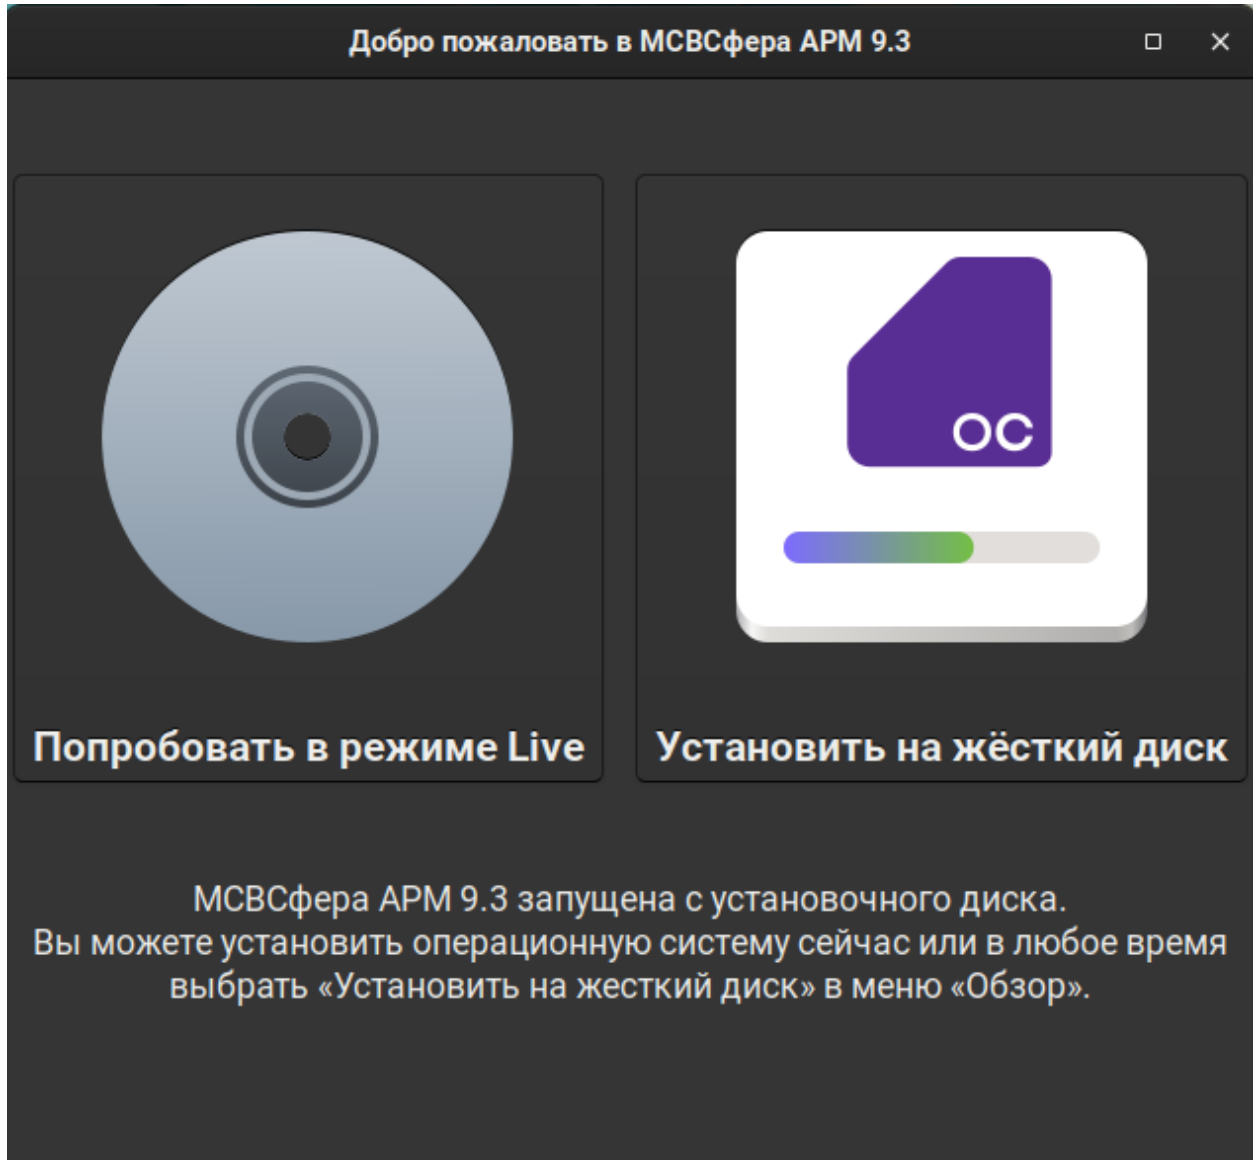 Добро пожаловать в МСВСфера АРМ 9.3
ОС
Попробовать в режиме Live
Установить на жёсткий диск
МСВСфера АРМ 9.3 запущена с установочного диска.
Вы можете установить операционную систему сейчас или в любое время
выбрать «Установить на жесткий диск» в меню «Обзор».